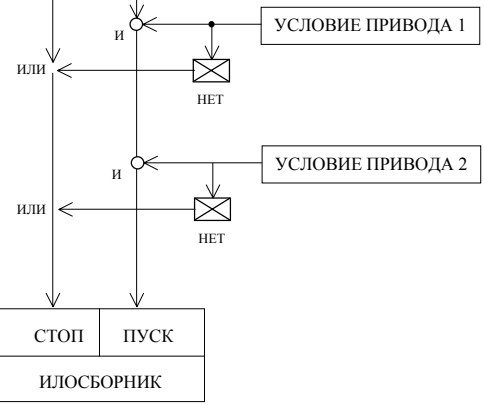 УСЛОВИЕ ПРИВОДА 1
И
ИЛИ
НЕТ
УСЛОВИЕ ПРИВОДА 2
И
ИЛИ
НЕТ
СТОП ПУСК
ИЛОСБОРНИК